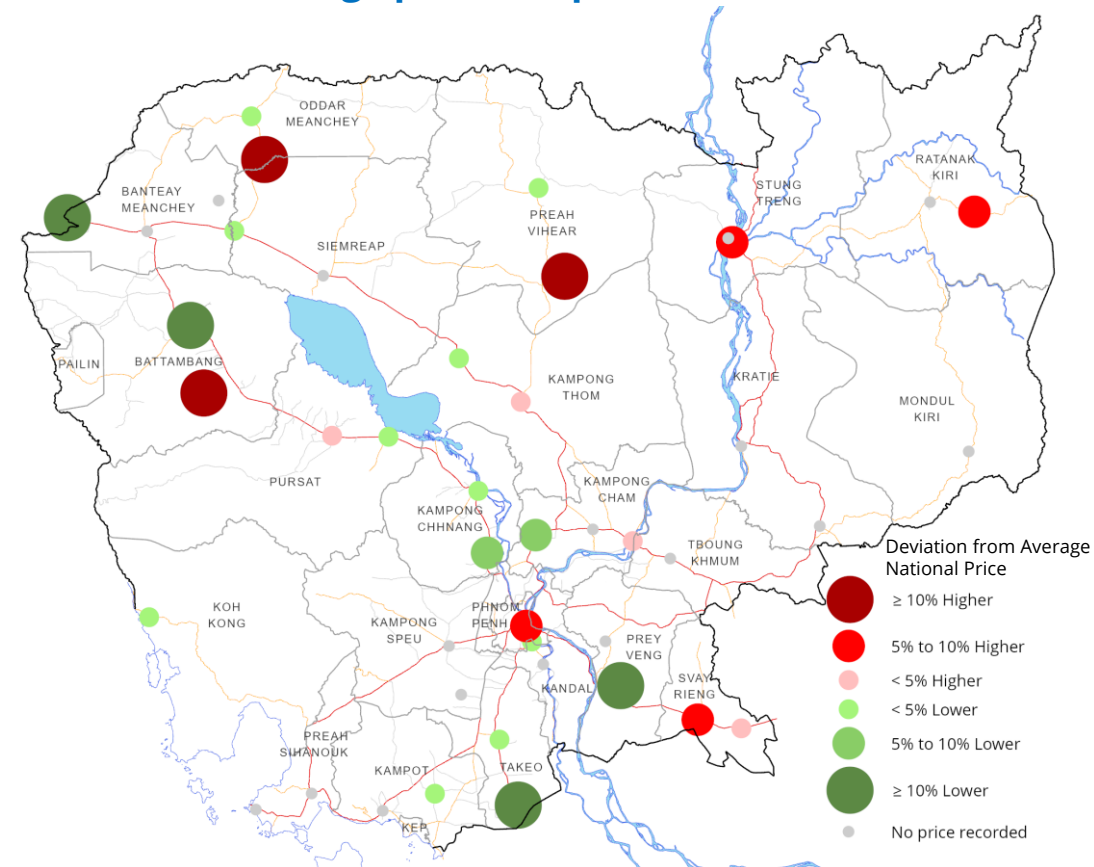 ODDAR
MEANCHEY
RATANAK
KIRI
BANTEAY
MEANCHEY
STUNG
TRENG
PREAH
VIHEAR
SIEMREAP
PAILIN
BATTAMBANG
KAMPONG
THOM
KRATIE
MONDUL
KIRI
PURSAT
KAMPONG
CHAM
KAMPONG
CHHNANG
TBOUNG
KHMUM
KOH
KONG
KAMPONG
SPEU
PHNOM
PENH
PREY
VENG
KANDAL
SVAY
RIENG
PREAH
SIHANOUK
KAMPOT
TAKEO
KEP
Deviation from Average
National Price
≥ 10% Higher
5% to 10% Higher
< 5% Higher
< 5% Lower
5% to 10% Lower
≥ 10% Lower
No price recorded